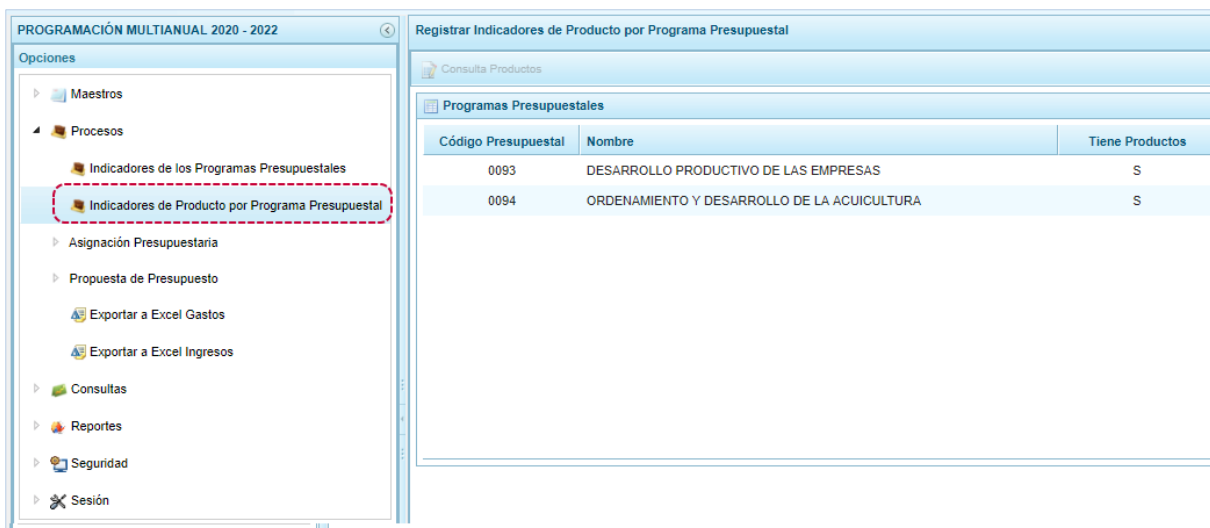 PROGRAMACIÓN MULTIANUAL 2020 - 2022
Opciones
Maestros
Procesos
Indicadores de los Programas Presupuestales
Indicadores de Producto por Programa Presupuestal
Asignación Presupuestaria
Propuesta de Presupuesto
Exportar a Excel Gastos
Exportar a Excel Ingresos
Consultas
Reportes
Seguridad
Sesión
Registrar Indicadores de Producto por Programa Presupuestal
Consulta Productos
Programas Presupuestales
Código Presupuestal Nombre Tiene Productos
0093 DESARROLLO PRODUCTIVO DE LAS EMPRESAS S
0094 ORDENAMIENTO Y DESARROLLO DE LA ACUICULTURA S